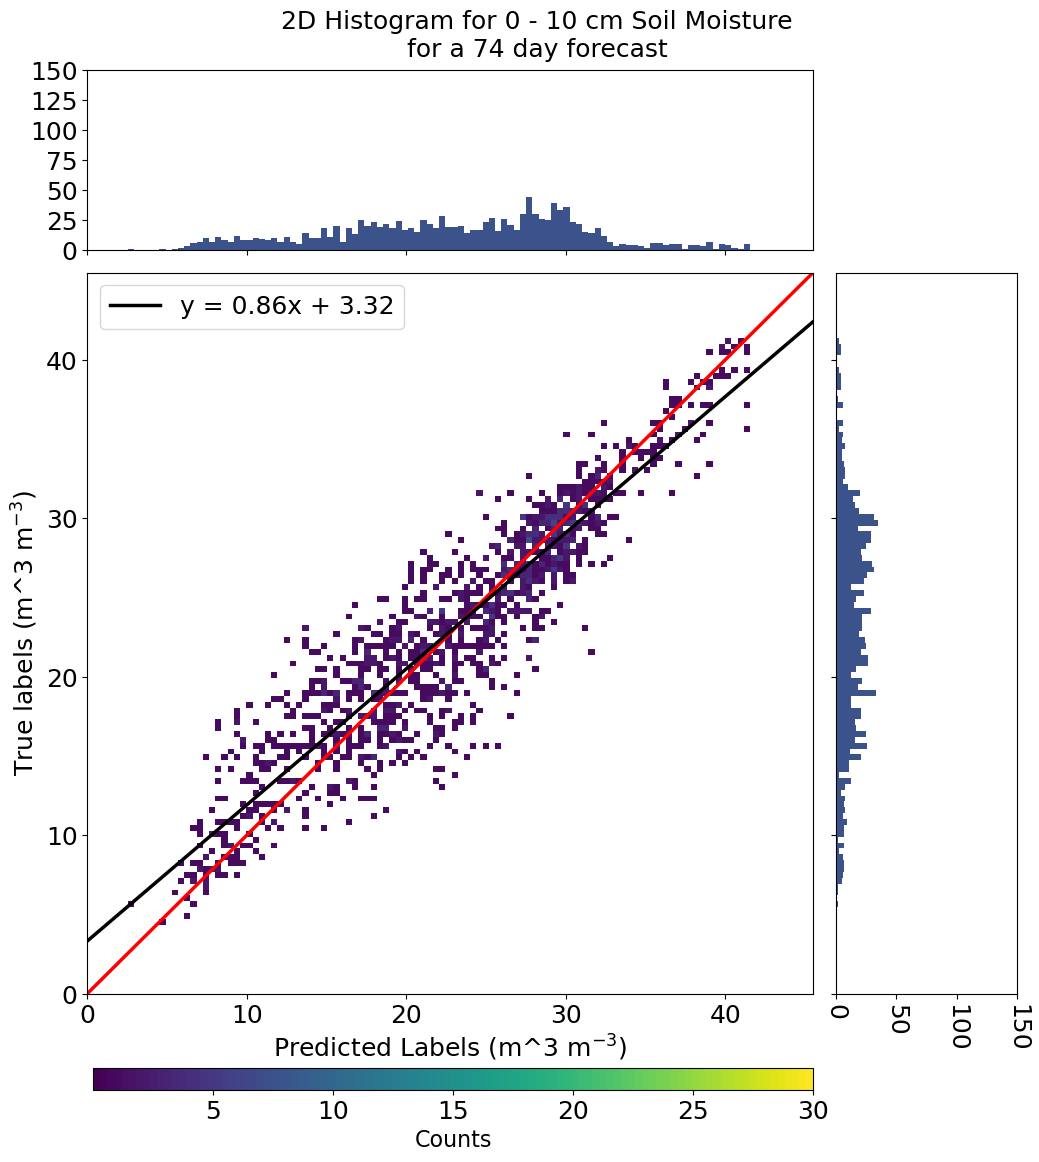 2D Histogram for 0 - 10 cm Soil Moisture
for a 74 day forecast
150
125
100
75
50
25
0
y = 0.86x + 3.32
True labels (m^3 m⁻³)
40
30
20
10
0
0 10 20 30 40
Predicted Labels (m^3 m⁻³)
0 50 100 150
5 10 15 20 25 30
Counts